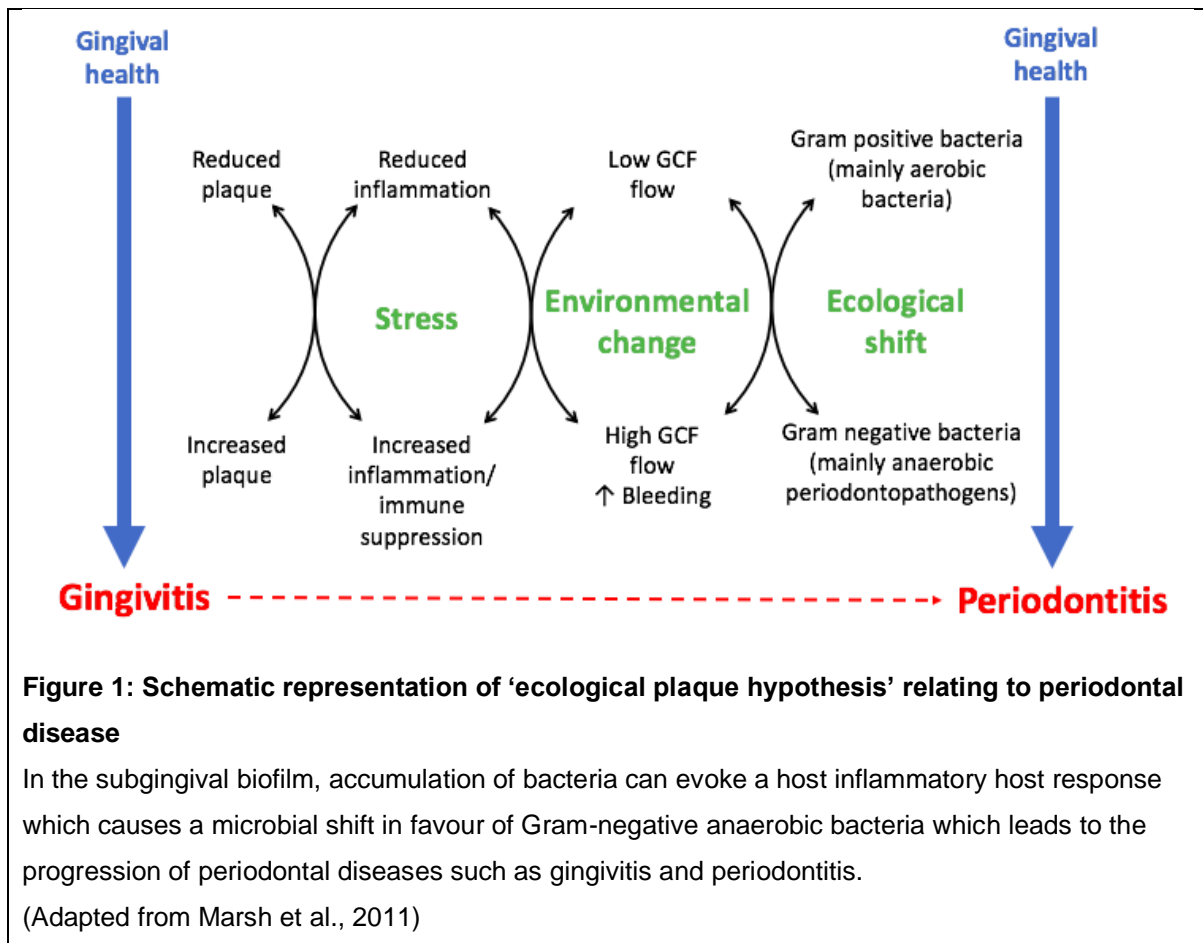 Gingival
health
Gingival
health
Reduced
plaque
Reduced
inflammation
Low GCF
flow
Gram positive bacteria
(mainly aerobic
bacteria)
Stress
Environmental
change
Ecological
shift
Increased
plaque
Increased
inflammation/
immune
suppression
High GCF
flow
↑ Bleeding
Gram negative bacteria
(mainly anaerobic
periodontopathogens)
Gingivitis
Periodontitis
Figure 1: Schematic representation of ‘ecological plaque hypothesis’ relating to periodontal
disease
In the subgingival biofilm, accumulation of bacteria can evoke a host inflammatory host response
which causes a microbial shift in favour of Gram-negative anaerobic bacteria which leads to the
progression of periodontal diseases such as gingivitis and periodontitis.
(Adapted from Marsh et al., 2011)